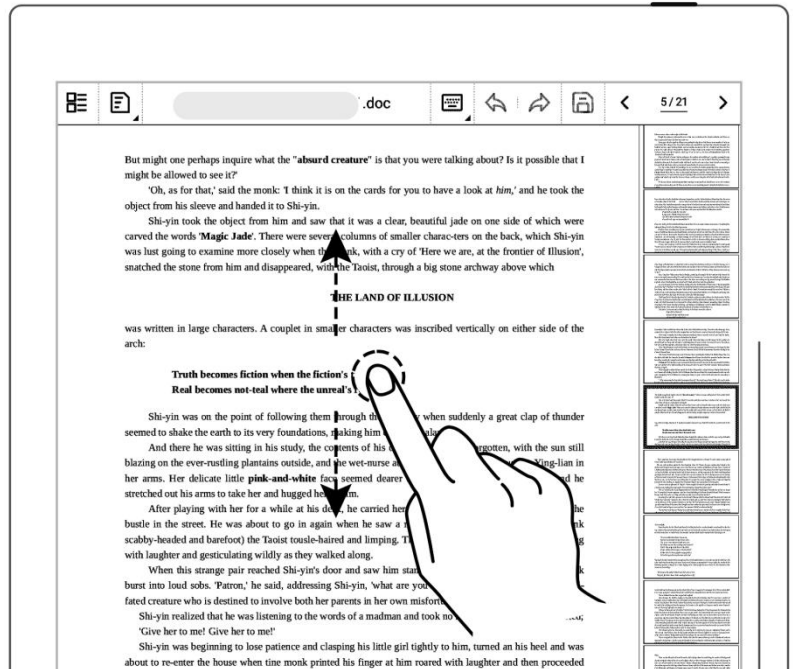 .doc
5/21
But might one perhaps inquire what the "absurd creature" is that you were talking about? Is it possible that I
might be allowed to see it?'
'Oh, as for that,' said the monk: 'I think it is on the cards for you to have a look at him,' and he took the
object from his sleeve and handed it to Shi-yin.
Shi-yin took the object from him and saw that it was a clear, beautiful jade on one side of which were
carved the words 'Magic Jade'. There were several columns of smaller charac-ters on the back, which Shi-yin
was lust going to examine more closely when the monk, with a cry of 'Here we are, at the frontier of Illusion',
snatched the stone from him and disappeared, with the Taoist, through a big stone archway above which
THE LAND OF ILLUSION
was written in large characters. A couplet in smaller characters was inscribed vertically on either side of the
arch:
Truth becomes fiction when the fiction's
Real becomes not-teal where the unreal's
Shi-yin was on the point of following them through the when suddenly a great clap of thunder
seemed to shake the earth to its very foundations, making him
And there he was sitting in his study, the contents of his with the sun still
blazing on the ever-rustling plantains outside, and the wet-nurse Ying-lian in
her arms. Her delicate little pink-and-white face seemed dearer he
stretched out his arms to take her and hugged her him.
After playing with her for a while at his desk, he carried her the
bustle in the street. He was about to go in again when he saw a
scabby-headed and barefoot) the Taoist tousle-haired and limping.
with laughter and gesticulating wildly as they walked along.
When this strange pair reached Shi-yin's door and saw him
burst into loud sobs. 'Patron,' he said, addressing Shi-yin, 'what are you
fated creature who is destined to involve both her parents in her own
Shi-yin realized that he was listening to the words of a madman and took no
'Give her to me! Give her to me!'
Shi-yin was beginning to lose patience and clasping his little girl tightly to him, turned an his heel and was
about to re-enter the house when tine monk printed his finger at him roared with laughter and then proceeded